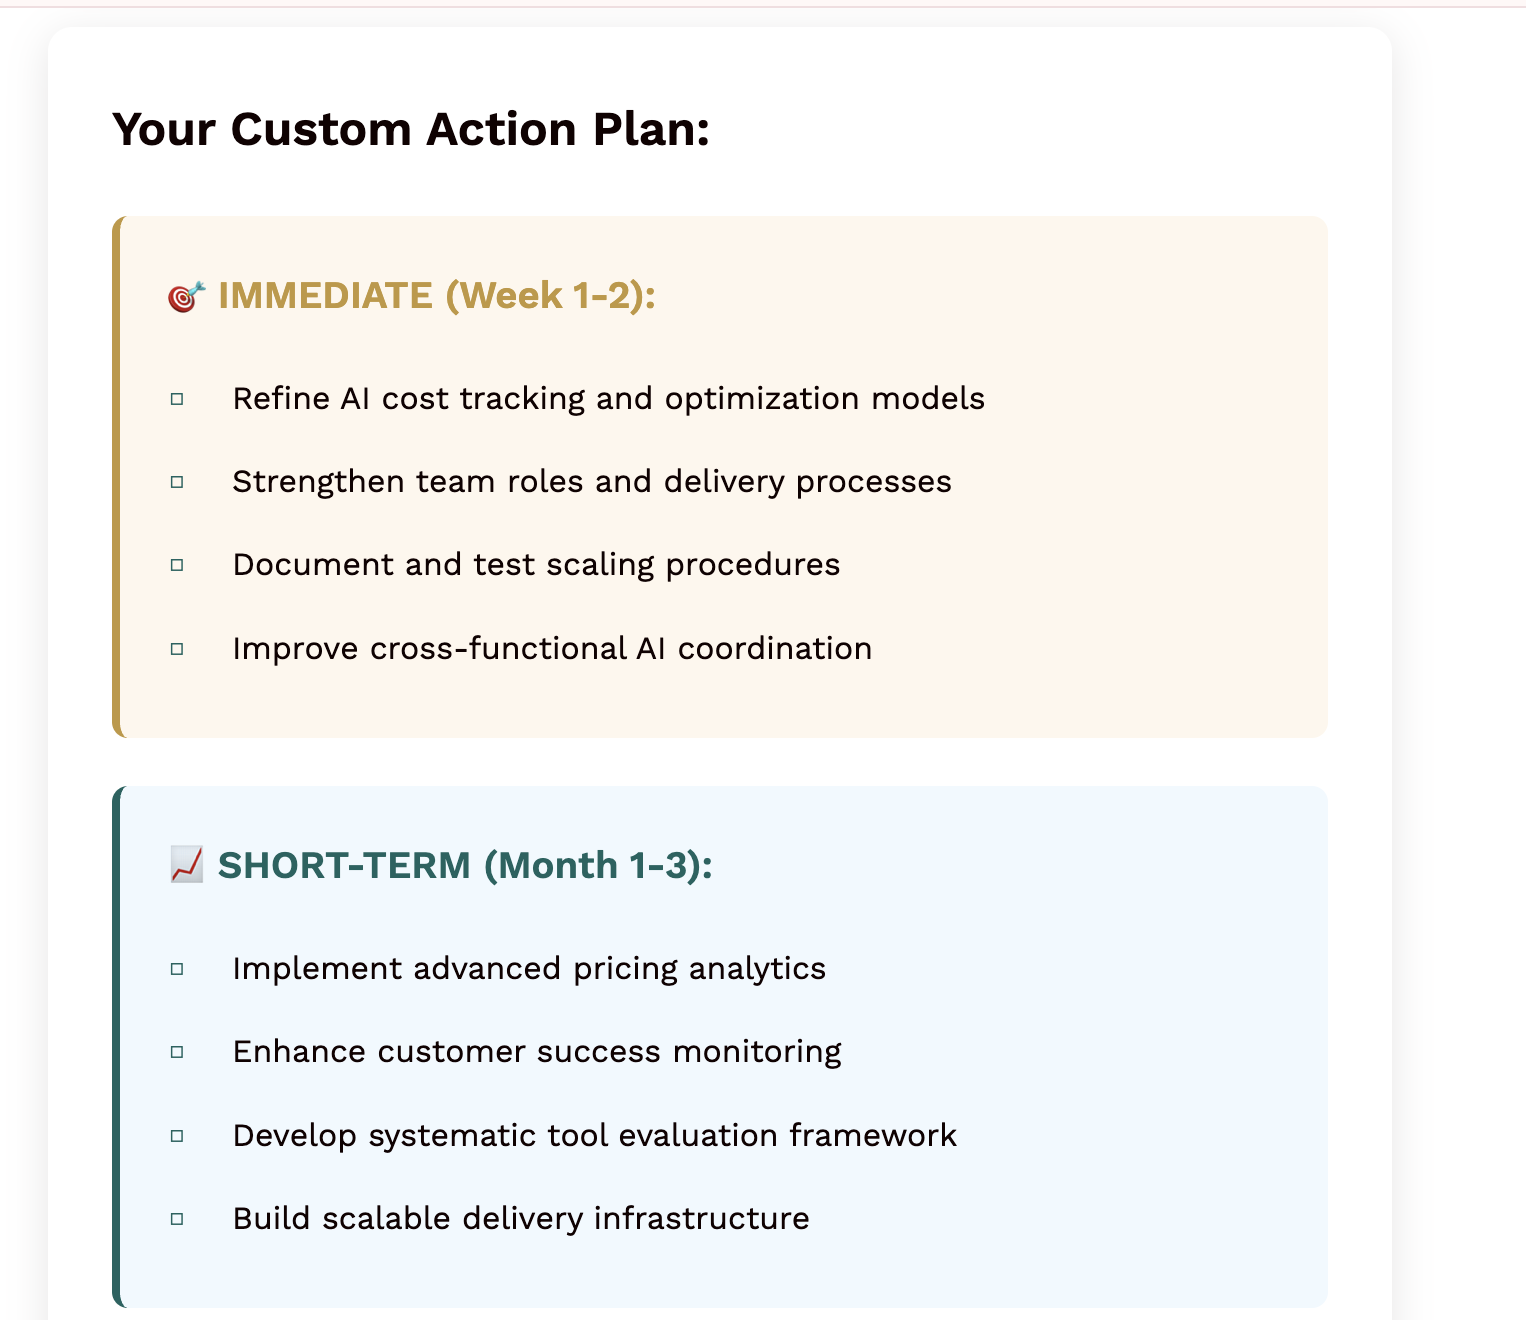 Your Custom Action Plan:
🎯 IMMEDIATE (Week 1-2):
□ Refine AI cost tracking and optimization models
□ Strengthen team roles and delivery processes
□ Document and test scaling procedures
□ Improve cross-functional AI coordination
📈 SHORT-TERM (Month 1-3):
□ Implement advanced pricing analytics
□ Enhance customer success monitoring
□ Develop systematic tool evaluation framework
□ Build scalable delivery infrastructure